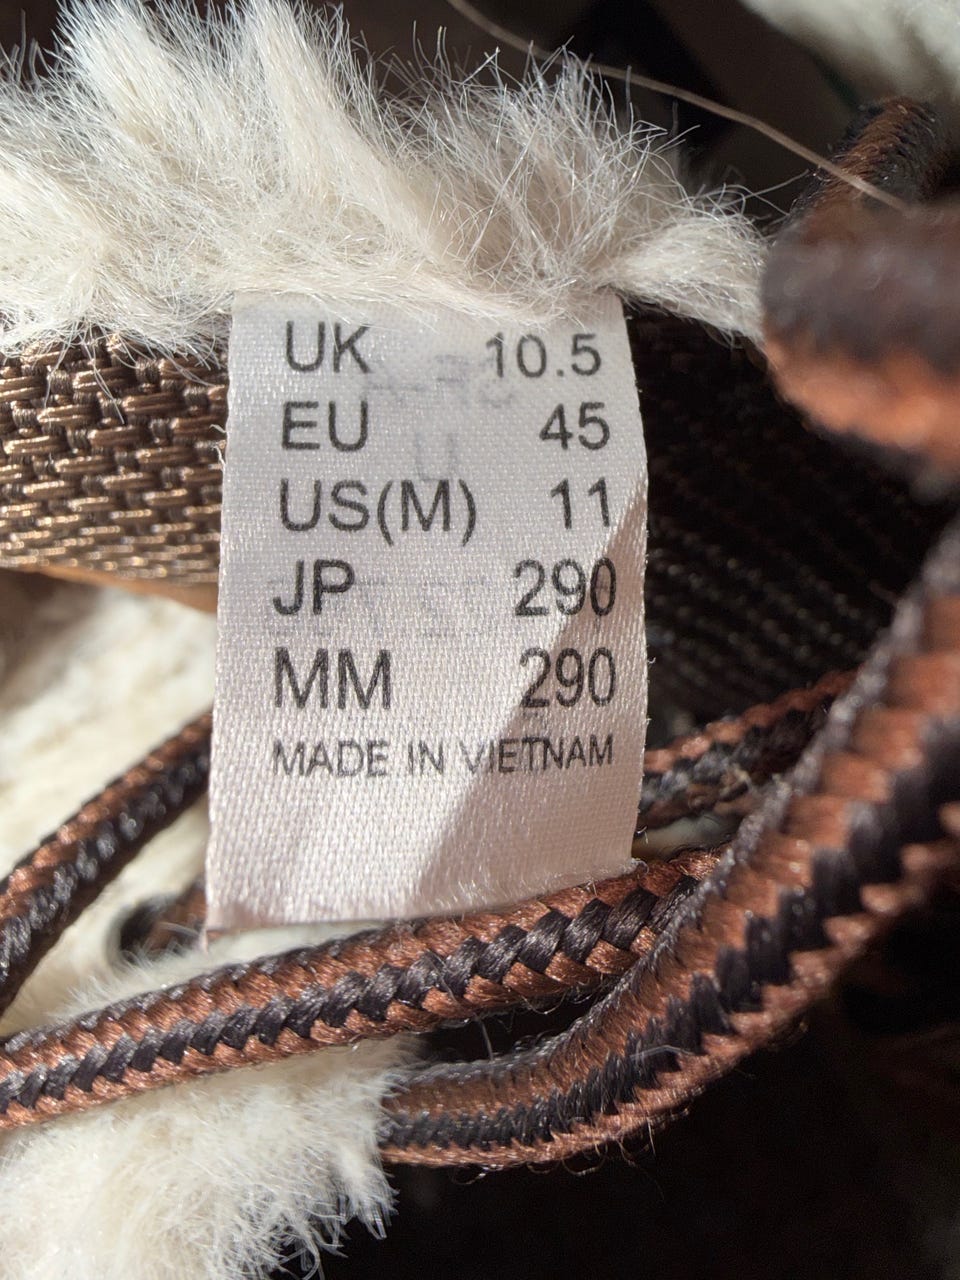 UK 10.5
EU 45
US(M) 11
JP 290
MM 290
MADE IN VIETNAM